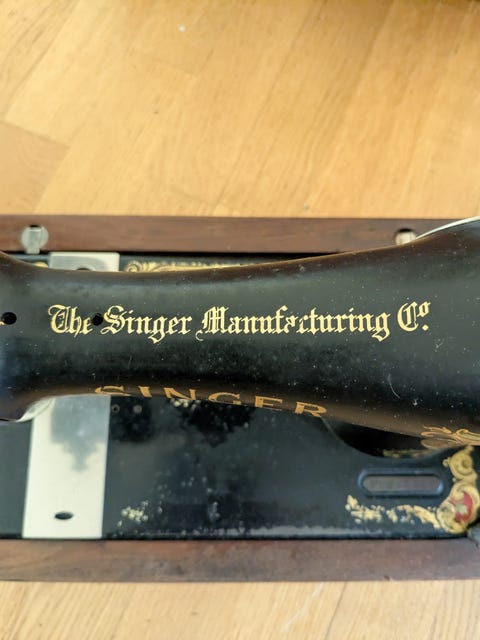 The Singer Manufacturing Co.
SINGER